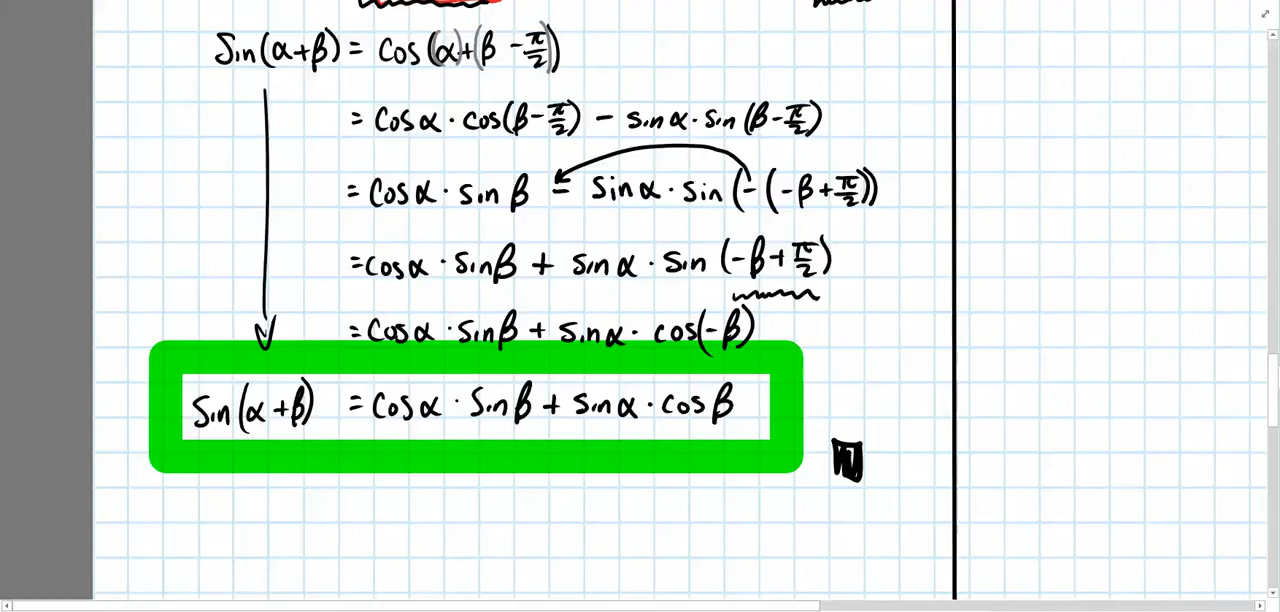 Sin(α+β) = Cos(α)+(β - π/2)
= Cosα · cos(β - π/2) - sinα · sin(β - π/2)
= Cosα · sinβ - sinα · sin(-(-β + π/2))
= cosα · sinβ + sinα · sin(-β + π/2)
= Cosα · sinβ + sinα · cos(-β)
Sin(α+β) = Cosα · Sinβ + sinα · cosβ